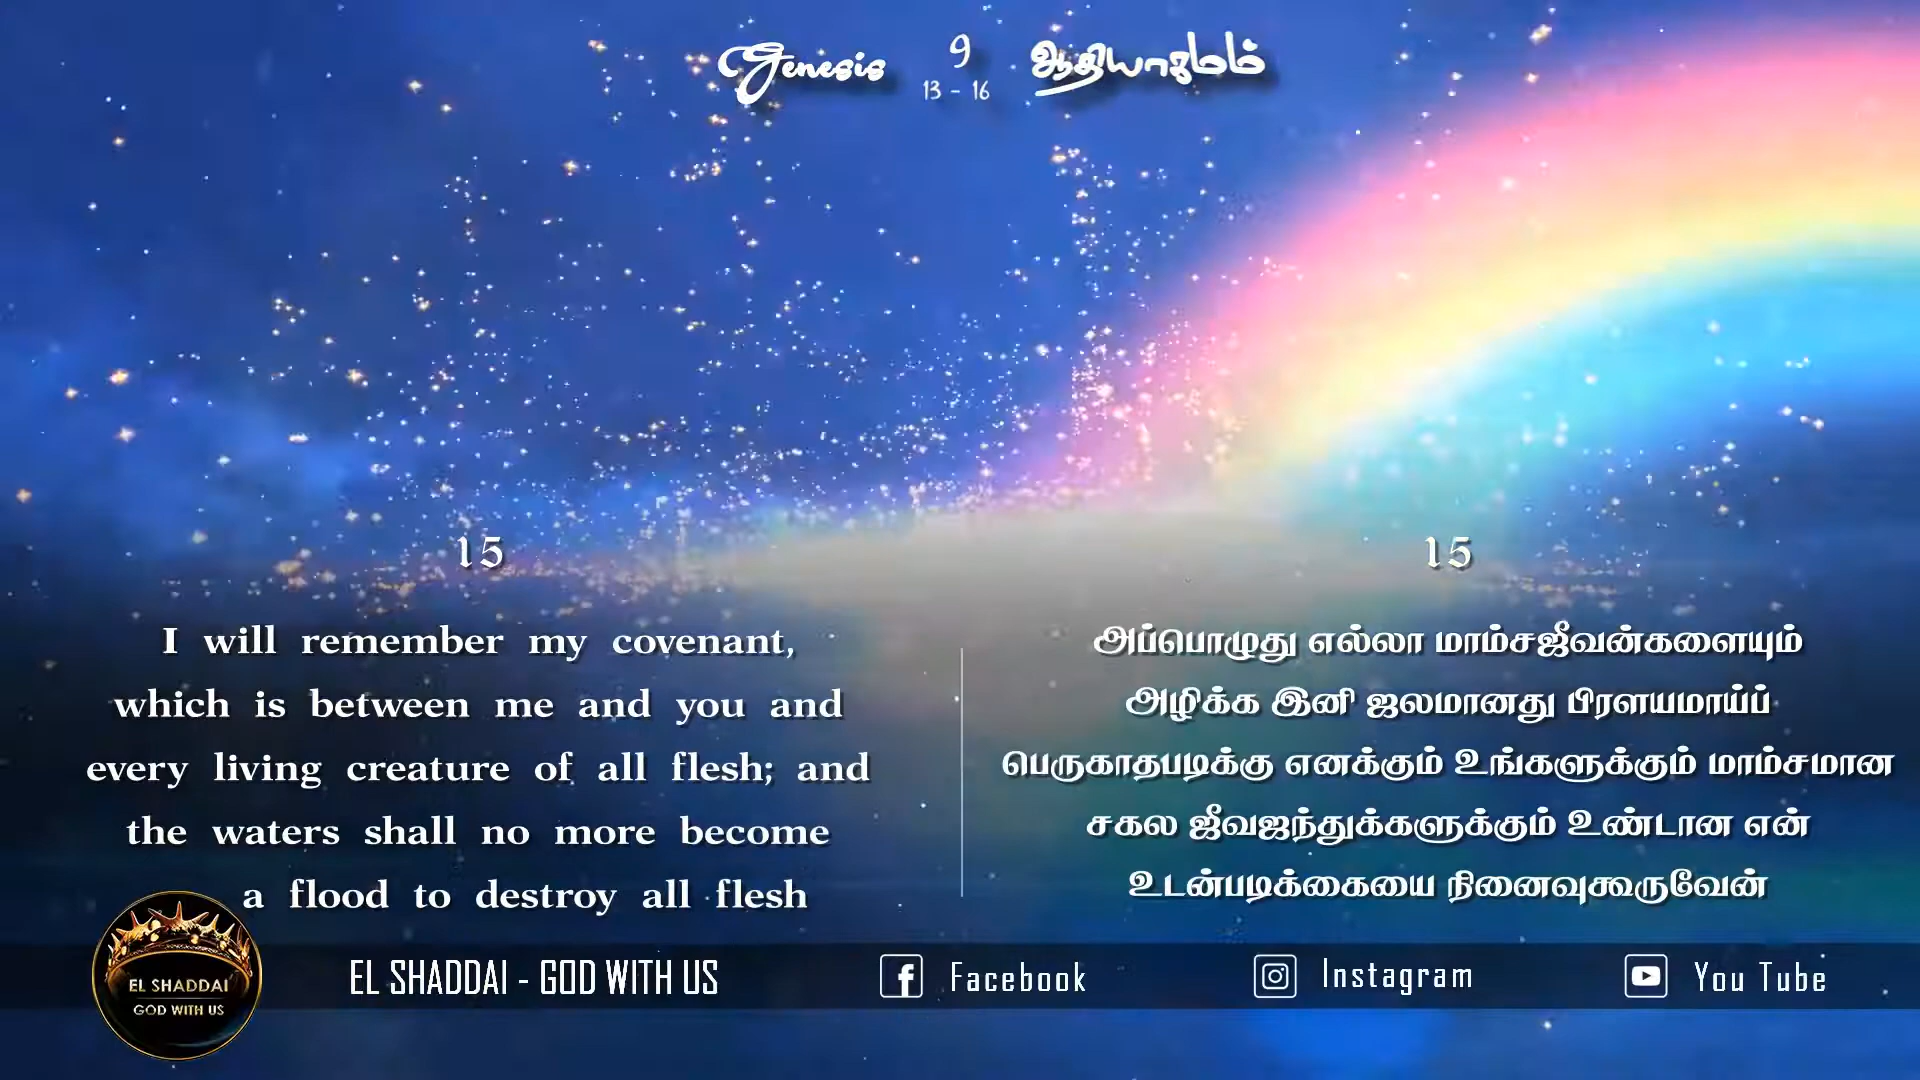 Genesis 9 ஆதியாகமம்
13 - 16
15
I will remember my covenant,
which is between me and you and
every living creature of all flesh; and
the waters shall no more become
a flood to destroy all flesh
15
அப்பொழுது எல்லா மாம்சஜீவன்களையும்
அழிக்க இனி ஜலமானது பிரளயமாய்ப்
பெருகாதபடிக்கு எனக்கும் உங்களுக்கும் மாம்சமான
சகல ஜீவஜந்துக்களுக்கும் உண்டான என்
உடன்படிக்கையை நினைவுகூருவேன்
EL SHADDAI
GOD WITH US
EL SHADDAI - GOD WITH US
Facebook
Instagram
You Tube